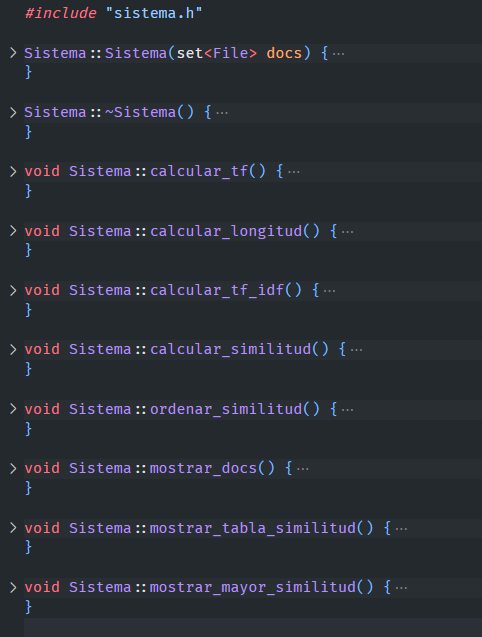 #include "sistema.h"
> Sistema::Sistema(set<File> docs) {⋯
}
> Sistema::~Sistema() {⋯
}
> void Sistema::calcular_tf() {⋯
}
> void Sistema::calcular_longitud() {⋯
}
> void Sistema::calcular_tf_idf() {⋯
}
> void Sistema::calcular_similitud() {⋯
}
> void Sistema::ordenar_similitud() {⋯
}
> void Sistema::mostrar_docs() {⋯
}
> void Sistema::mostrar_tabla_similitud() {⋯
}
> void Sistema::mostrar_mayor_similitud() {⋯
}